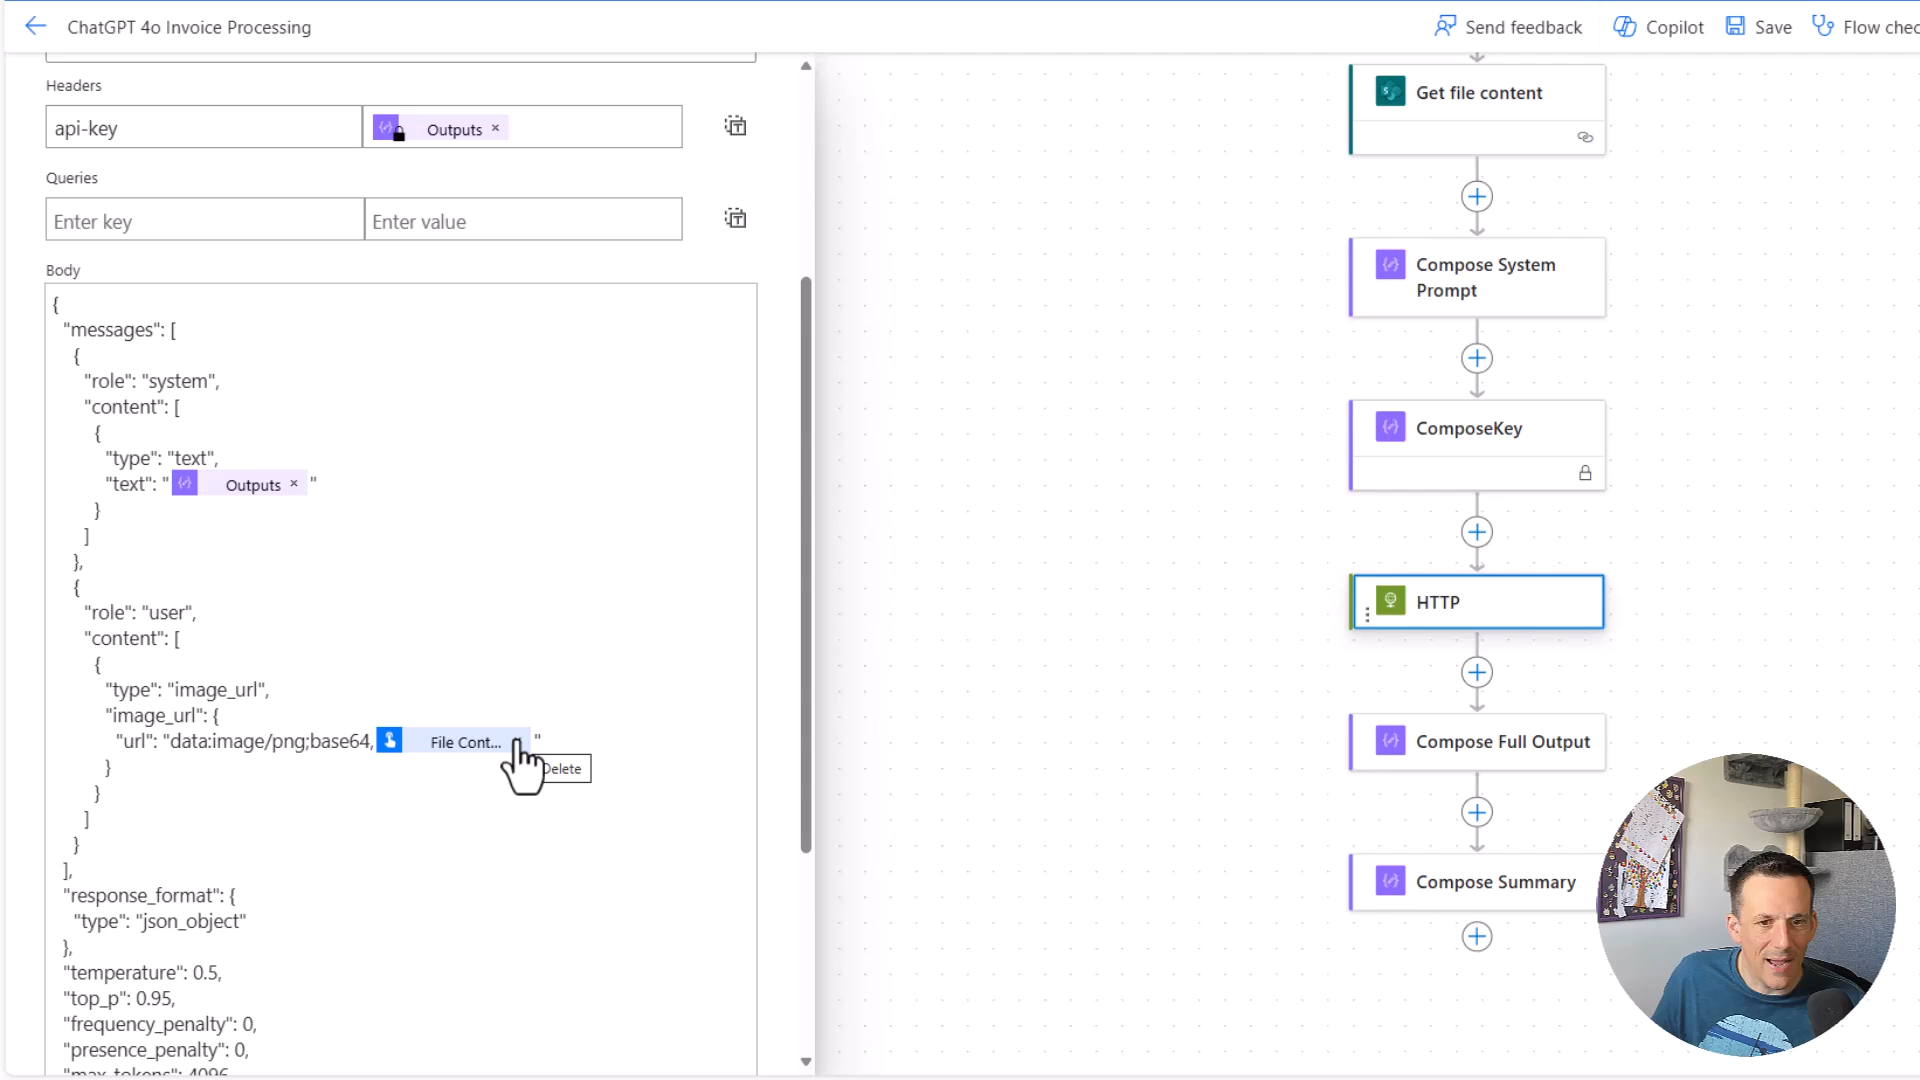 ChatGPT 4o Invoice Processing
Send feedback
Copilot
Save
Flow chec
Headers
api-key
Outputs ×
Queries
Enter key
Enter value
Body
{
"messages": [
{
"role": "system",
"content": [
{
"type": "text",
"text": " Outputs × "
}
]
},
{
"role": "user",
"content": [
{
"type": "image_url",
"image_url": {
"url": "data:image/png;base64, File Cont... "
Delete
}
}
]
}
],
"response_format": {
"type": "json_object"
},
"temperature": 0.5,
"top_p": 0.95,
"frequency_penalty": 0,
"presence_penalty": 0,
"max_tokens": 4096
Get file content
Compose System
Prompt
ComposeKey
HTTP
Compose Full Output
Compose Summary